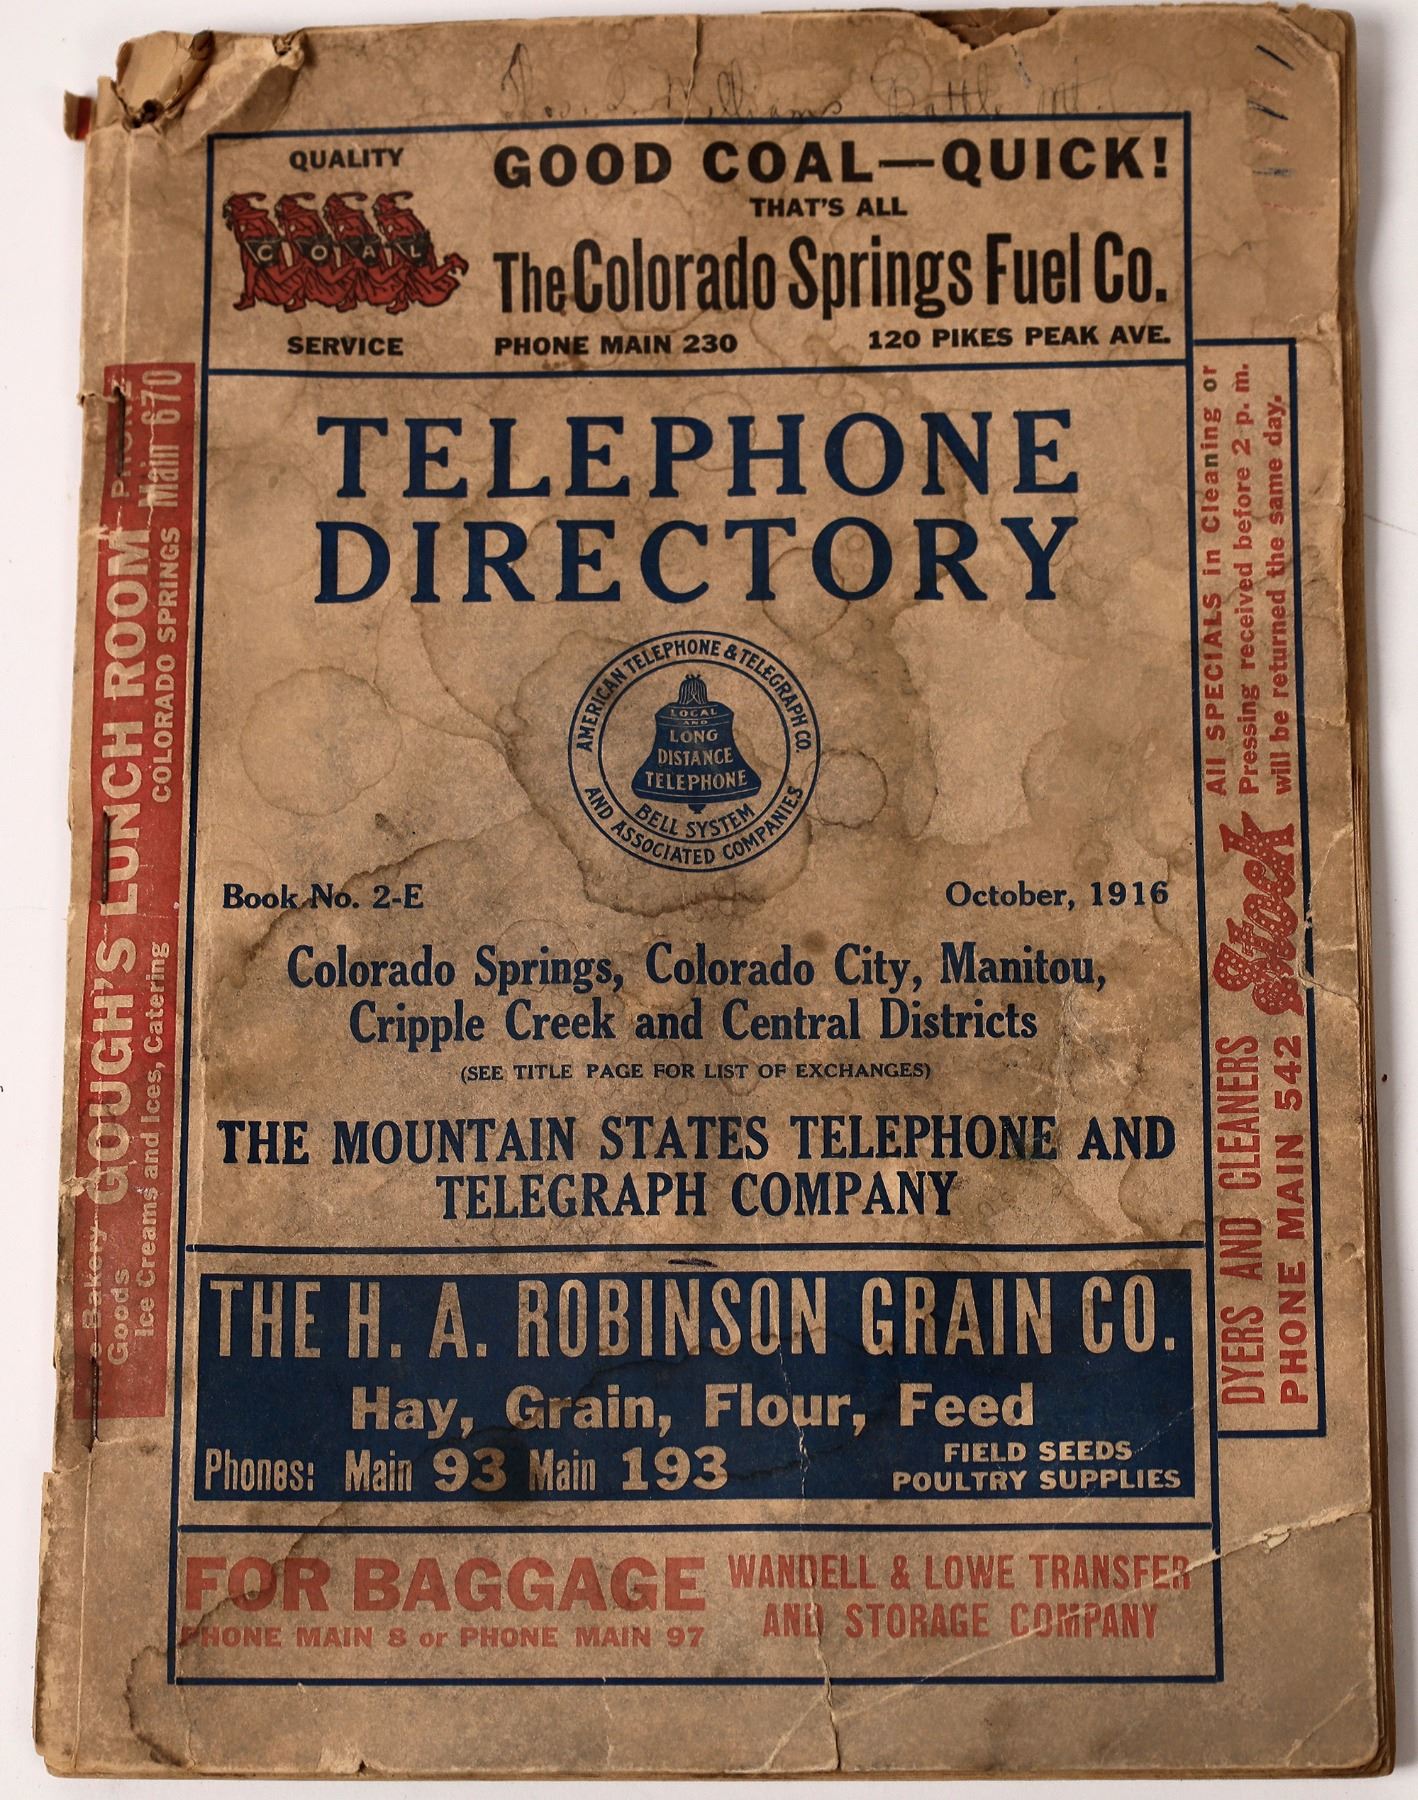 Williams Battle Mt.
QUALITY
COAL
SERVICE
GOOD COAL—QUICK!
THAT'S ALL
The Colorado Springs Fuel Co.
PHONE MAIN 230 120 PIKES PEAK AVE.
TELEPHONE
DIRECTORY
AMERICAN TELEPHONE & TELEGRAPH CO.
AND ASSOCIATED COMPANIES
LOCAL
AND
LONG
DISTANCE
TELEPHONE
BELL SYSTEM
Book No. 2-E October, 1916
Colorado Springs, Colorado City, Manitou,
Cripple Creek and Central Districts
(SEE TITLE PAGE FOR LIST OF EXCHANGES)
THE MOUNTAIN STATES TELEPHONE AND
TELEGRAPH COMPANY
THE H. A. ROBINSON GRAIN CO.
Hay, Grain, Flour, Feed
Phones: Main 93 Main 193
FIELD SEEDS
POULTRY SUPPLIES
FOR BAGGAGE
PHONE MAIN 8 or PHONE MAIN 97
WANDELL & LOWE TRANSFER
AND STORAGE COMPANY
Bakery
Goods
GOUGH'S LUNCH ROOM
PHONE
Main 670
Ice Creams and Ices, Catering
COLORADO SPRINGS
DYERS AND CLEANERS
PHONE MAIN 542
All SPECIALS in Cleaning or
Pressing received before 2 p. m.
will be returned the same day.